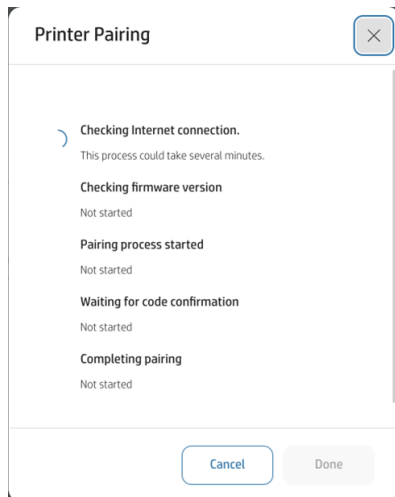 Printer Pairing
Checking Internet connection.
This process could take several minutes.
Checking firmware version
Not started
Pairing process started
Not started
Waiting for code confirmation
Not started
Completing pairing
Not started
Cancel
Done